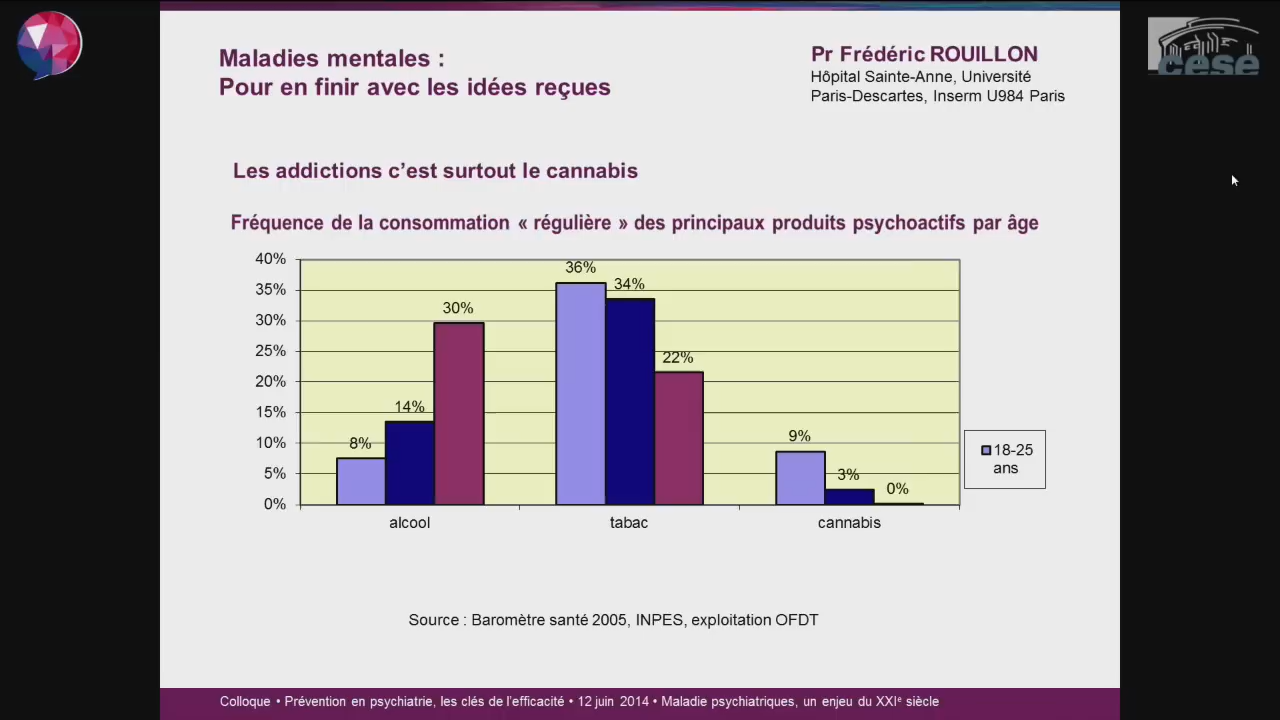 Maladies mentales :
Pour en finir avec les idées reçues
Pr Frédéric ROUILLON
Hôpital Sainte-Anne, Université
Paris-Descartes, Inserm U984 Paris
cese
Les addictions c’est surtout le cannabis
Fréquence de la consommation « régulière » des principaux produits psychoactifs par âge
40%
35%
30%
25%
20%
15%
10%
5%
0%
8%
14%
30%
36%
34%
22%
9%
3%
0%
alcool
tabac
cannabis
18-25
ans
Source : Baromètre santé 2005, INPES, exploitation OFDT
Colloque • Prévention en psychiatrie, les clés de l’efficacité • 12 juin 2014 • Maladie psychiatriques, un enjeu du XXIe siècle